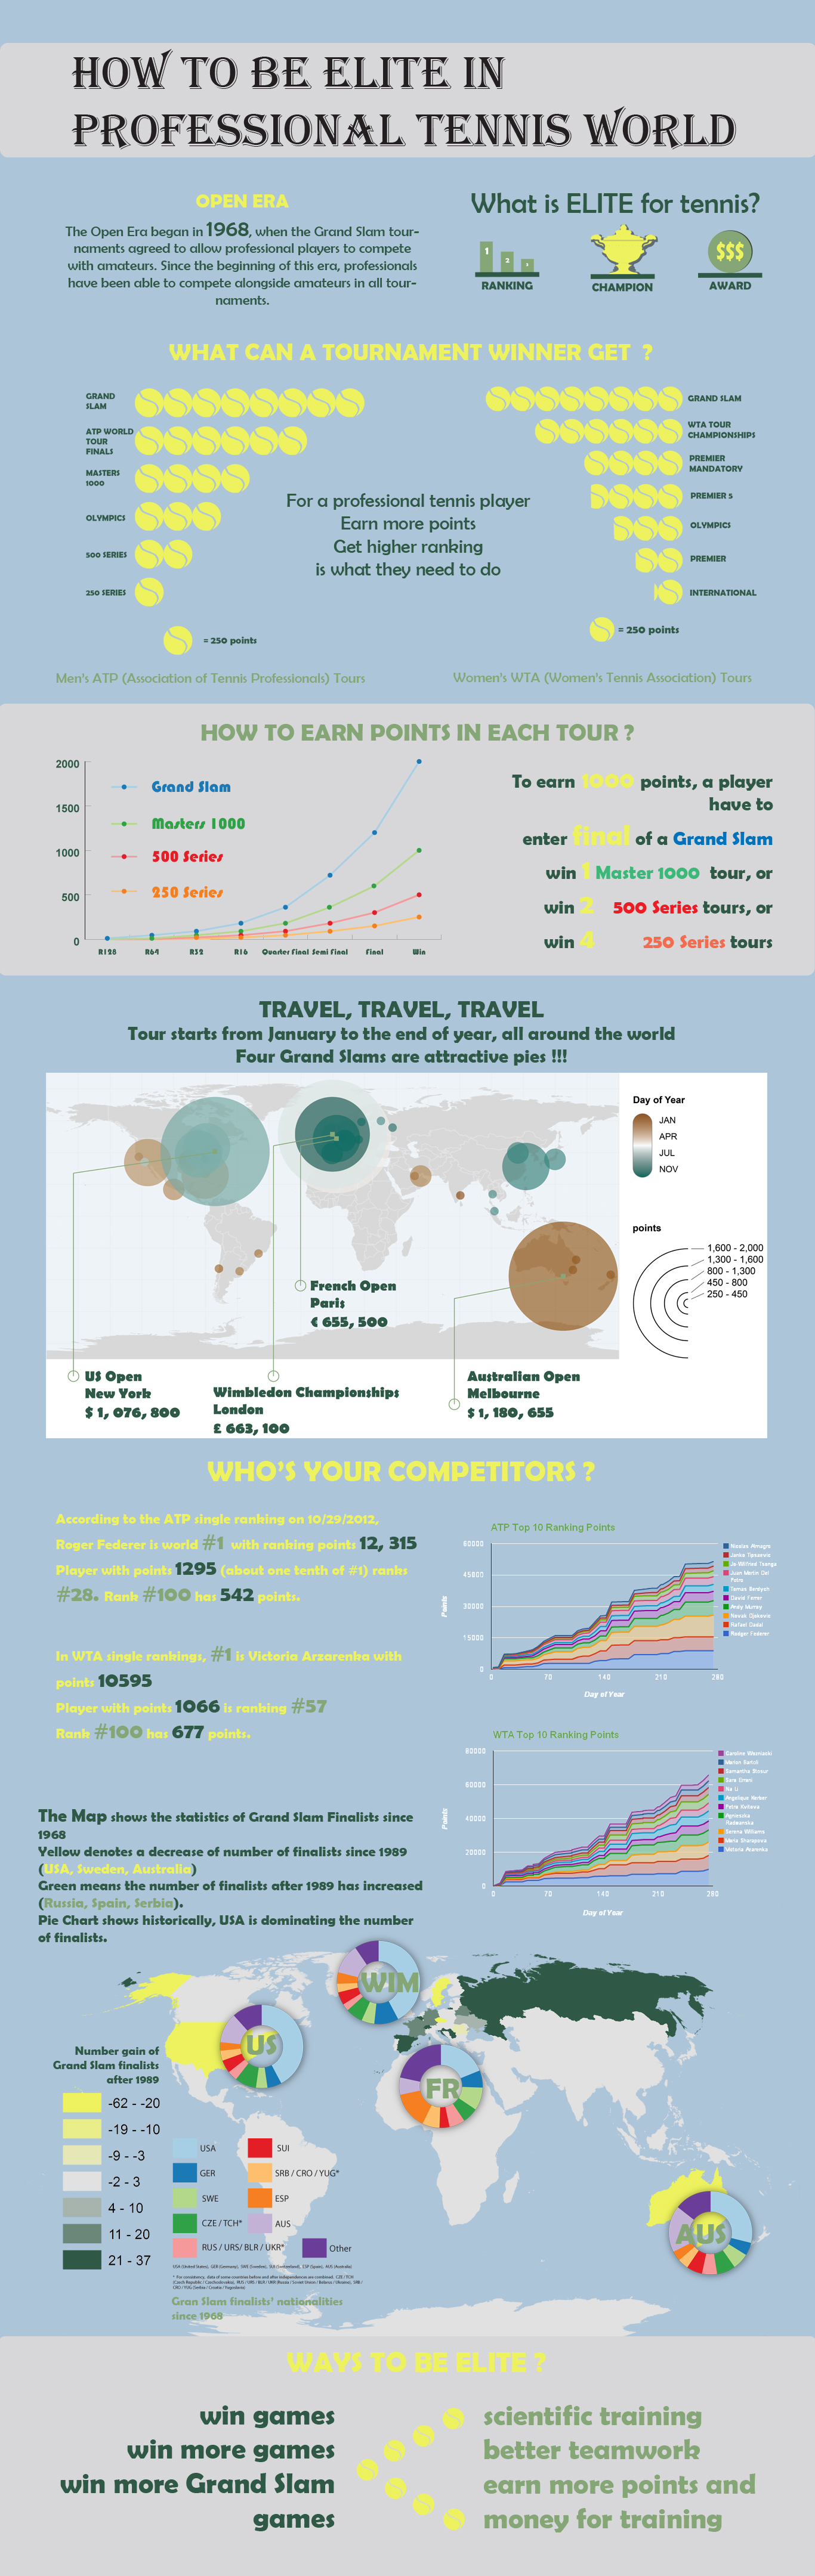 HOW TO BE ELITE IN
PROFESSIONAL TENNIS WORLD
OPEN ERA
The Open Era began in 1968, when the Grand Slam tour-
naments agreed to allow professional players to compete
with amateurs. Since the beginning of this era, professionals
have been able to compete alongside amateurs in all tour-
naments.
What is ELITE for tennis?
1
2
3
$$$
RANKING
CHAMPION
AWARD
WHAT CAN A TOURNAMENT WINNER GET ?
GRAND
SLAM
ATP WORLD
TOUR
FINALS
MASTERS
1000
OLYMPICS
500 SERIES
250 SERIES
= 250 points
Men's ATP (Association of Tennis Professionals) Tours
For a professional tennis player
Earn more points
Get higher ranking
is what they need to do
GRAND SLAM
WTA TOUR
CHAMPIONSHIPS
PREMIER
MANDATORY
PREMIER 5
OLYMPICS
PREMIER
INTERNATIONAL
= 250 points
Women's WTA (Women's Tennis Association) Tours
HOW TO EARN POINTS IN EACH TOUR ?
2000
1500
1000
500
0
Grand Slam
Masters 1000
500 Series
250 Series
R128
R64
R32
R16
Quarter Final
Semi Final
Final
Win
To earn 1000 points, a player
have to
enter final of a Grand Slam
win 1 Master 1000 tour, or
win 2 500 Series tours, or
win 4 250 Series tours
TRAVEL, TRAVEL, TRAVEL
Tour starts from January to the end of year, all around the world
Four Grand Slams are attractive pies !!!
Day of Year
JAN
APR
JUL
NOV
points
1,600 - 2,000
1,300 - 1,600
800 - 1,300
450 - 800
250 - 450
French Open
Paris
€ 655, 500
US Open
New York
$ 1, 076, 800
Wimbledon Championships
London
£ 663, 100
Australian Open
Melbourne
$ 1, 180, 655
WHO'S YOUR COMPETITORS ?
According to the ATP single ranking on 10/29/2012,
Roger Federer is world #1 with ranking points 12, 315
Player with points 1295 (about one tenth of #1) ranks
#28. Rank #100 has 542 points.
In WTA single rankings, #1 is Victoria Arzarenka with
points 10595
Player with points 1066 is ranking #57
Rank #100 has 677 points.
ATP Top 10 Ranking Points
60000
45000
30000
15000
0
Points
0
70
140
210
280
Day of Year
Nicolas Almagro
Janko Tipsarevic
Jo-Wilfried Tsonga
Juan Martin Del
Potro
Tomas Berdych
David Ferrer
Andy Murray
Novak Djokovic
Rafael Nadal
Rodger Federer
WTA Top 10 Ranking Points
80000
60000
40000
20000
0
Points
0
70
140
210
280
Day of Year
Caroline Wozniacki
Marion Bartoli
Samantha Stosur
Sara Errani
Na Li
Angelique Kerber
Petra Kvitova
Agnieszka
Radwanska
Serena Williams
Maria Sharapova
Victoria Azarenka
The Map shows the statistics of Grand Slam Finalists since
1968
Yellow denotes a decrease of number of finalists since 1989
(USA, Sweden, Australia)
Green means the number of finalists after 1989 has increased
(Russia, Spain, Serbia).
Pie Chart shows historically, USA is dominating the number
of finalists.
WIM
US
FR
AUS
Number gain of
Grand Slam finalists
after 1989
-62 - -20
-19 - -10
-9 - -3
-2 - 3
4 - 10
11 - 20
21 - 37
USA
GER
SWE
CZE / TCH*
RUS / URS/ BLR / UKR*
SUI
SRB / CRO / YUG*
ESP
AUS
Other
Gran Slam finalists' nationalities
since 1968
WAYS TO BE ELITE ?
win games
win more games
win more Grand Slam
games
scientific training
better teamwork
earn more points and
money for training